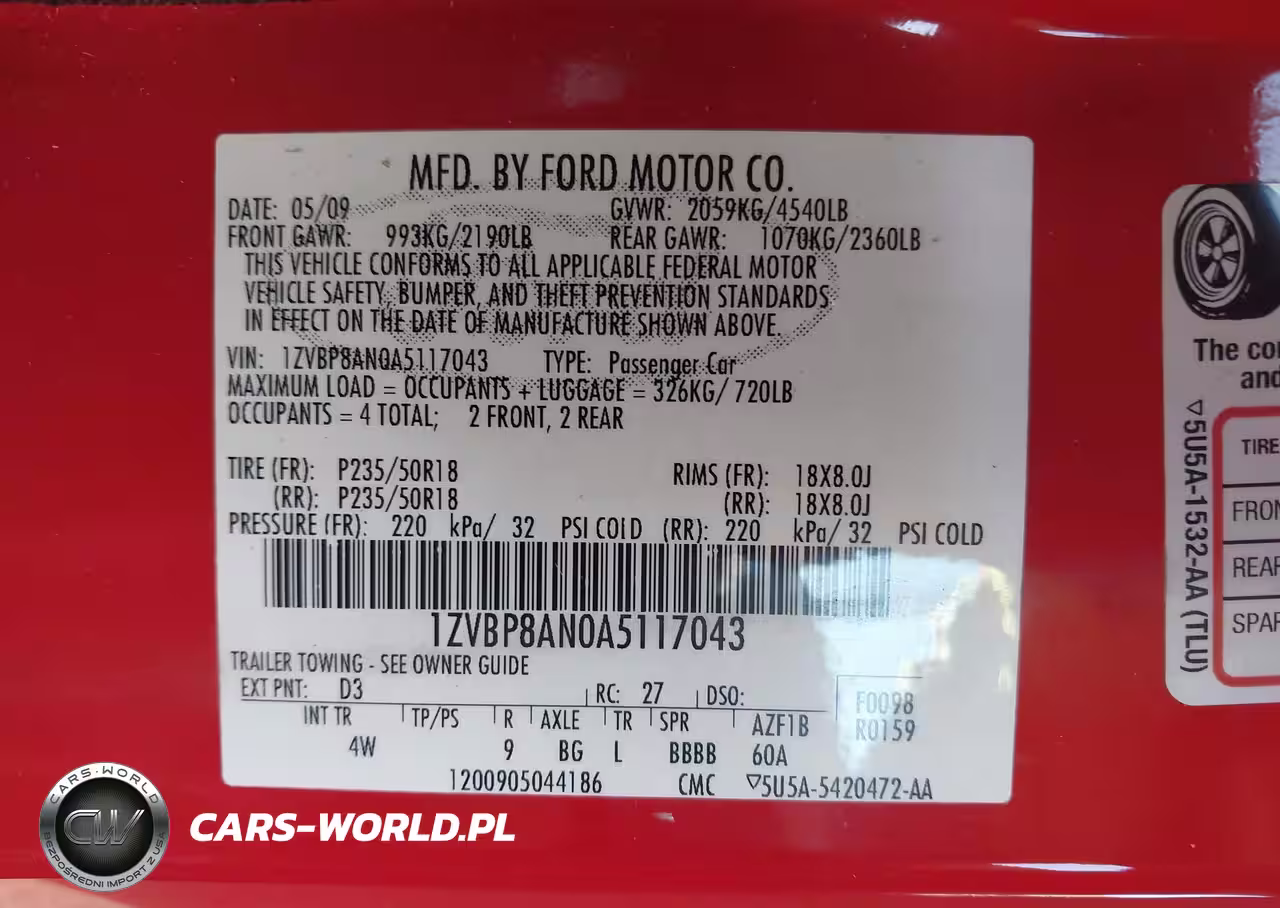 MFD. BY FORD MOTOR CO.
DATE: 05/09 GVWR: 2059KG/4540LB
FRONT GAWR: 993KG/2190LB REAR GAWR: 1070KG/2360LB
THIS VEHICLE CONFORMS TO ALL APPLICABLE FEDERAL MOTOR
VEHICLE SAFETY, BUMPER, AND THEFT PREVENTION STANDARDS
IN EFFECT ON THE DATE OF MANUFACTURE SHOWN ABOVE.
VIN: 1ZVBP8AN0A5117043 TYPE: Passenger Car
MAXIMUM LOAD = OCCUPANTS + LUGGAGE = 326KG/ 720LB
OCCUPANTS = 4 TOTAL; 2 FRONT, 2 REAR
TIRE (FR): P235/50R18 RIMS (FR): 18X8.0J
(RR): P235/50R18 (RR): 18X8.0J
PRESSURE (FR): 220 kPa/ 32 PSI COLD (RR): 220 kPa/ 32 PSI COLD
1ZVBP8AN0A5117043
TRAILER TOWING - SEE OWNER GUIDE
EXT PNT: D3 RC: 27 DSO: F0098
INT TR TP/PS R AXLE TR SPR AZF1B R0159
4W 9 BG L BBBB 60A
1200905044186 CMC ▽5U5A-5420472-AA
The co
and
▽5U5A-1532-AA (TLU)
TIRE
FRON
REAR
SPAR
CARS-WORLD
CW
BEZPOŚREDNI IMPORT Z USA
CARS-WORLD.PL